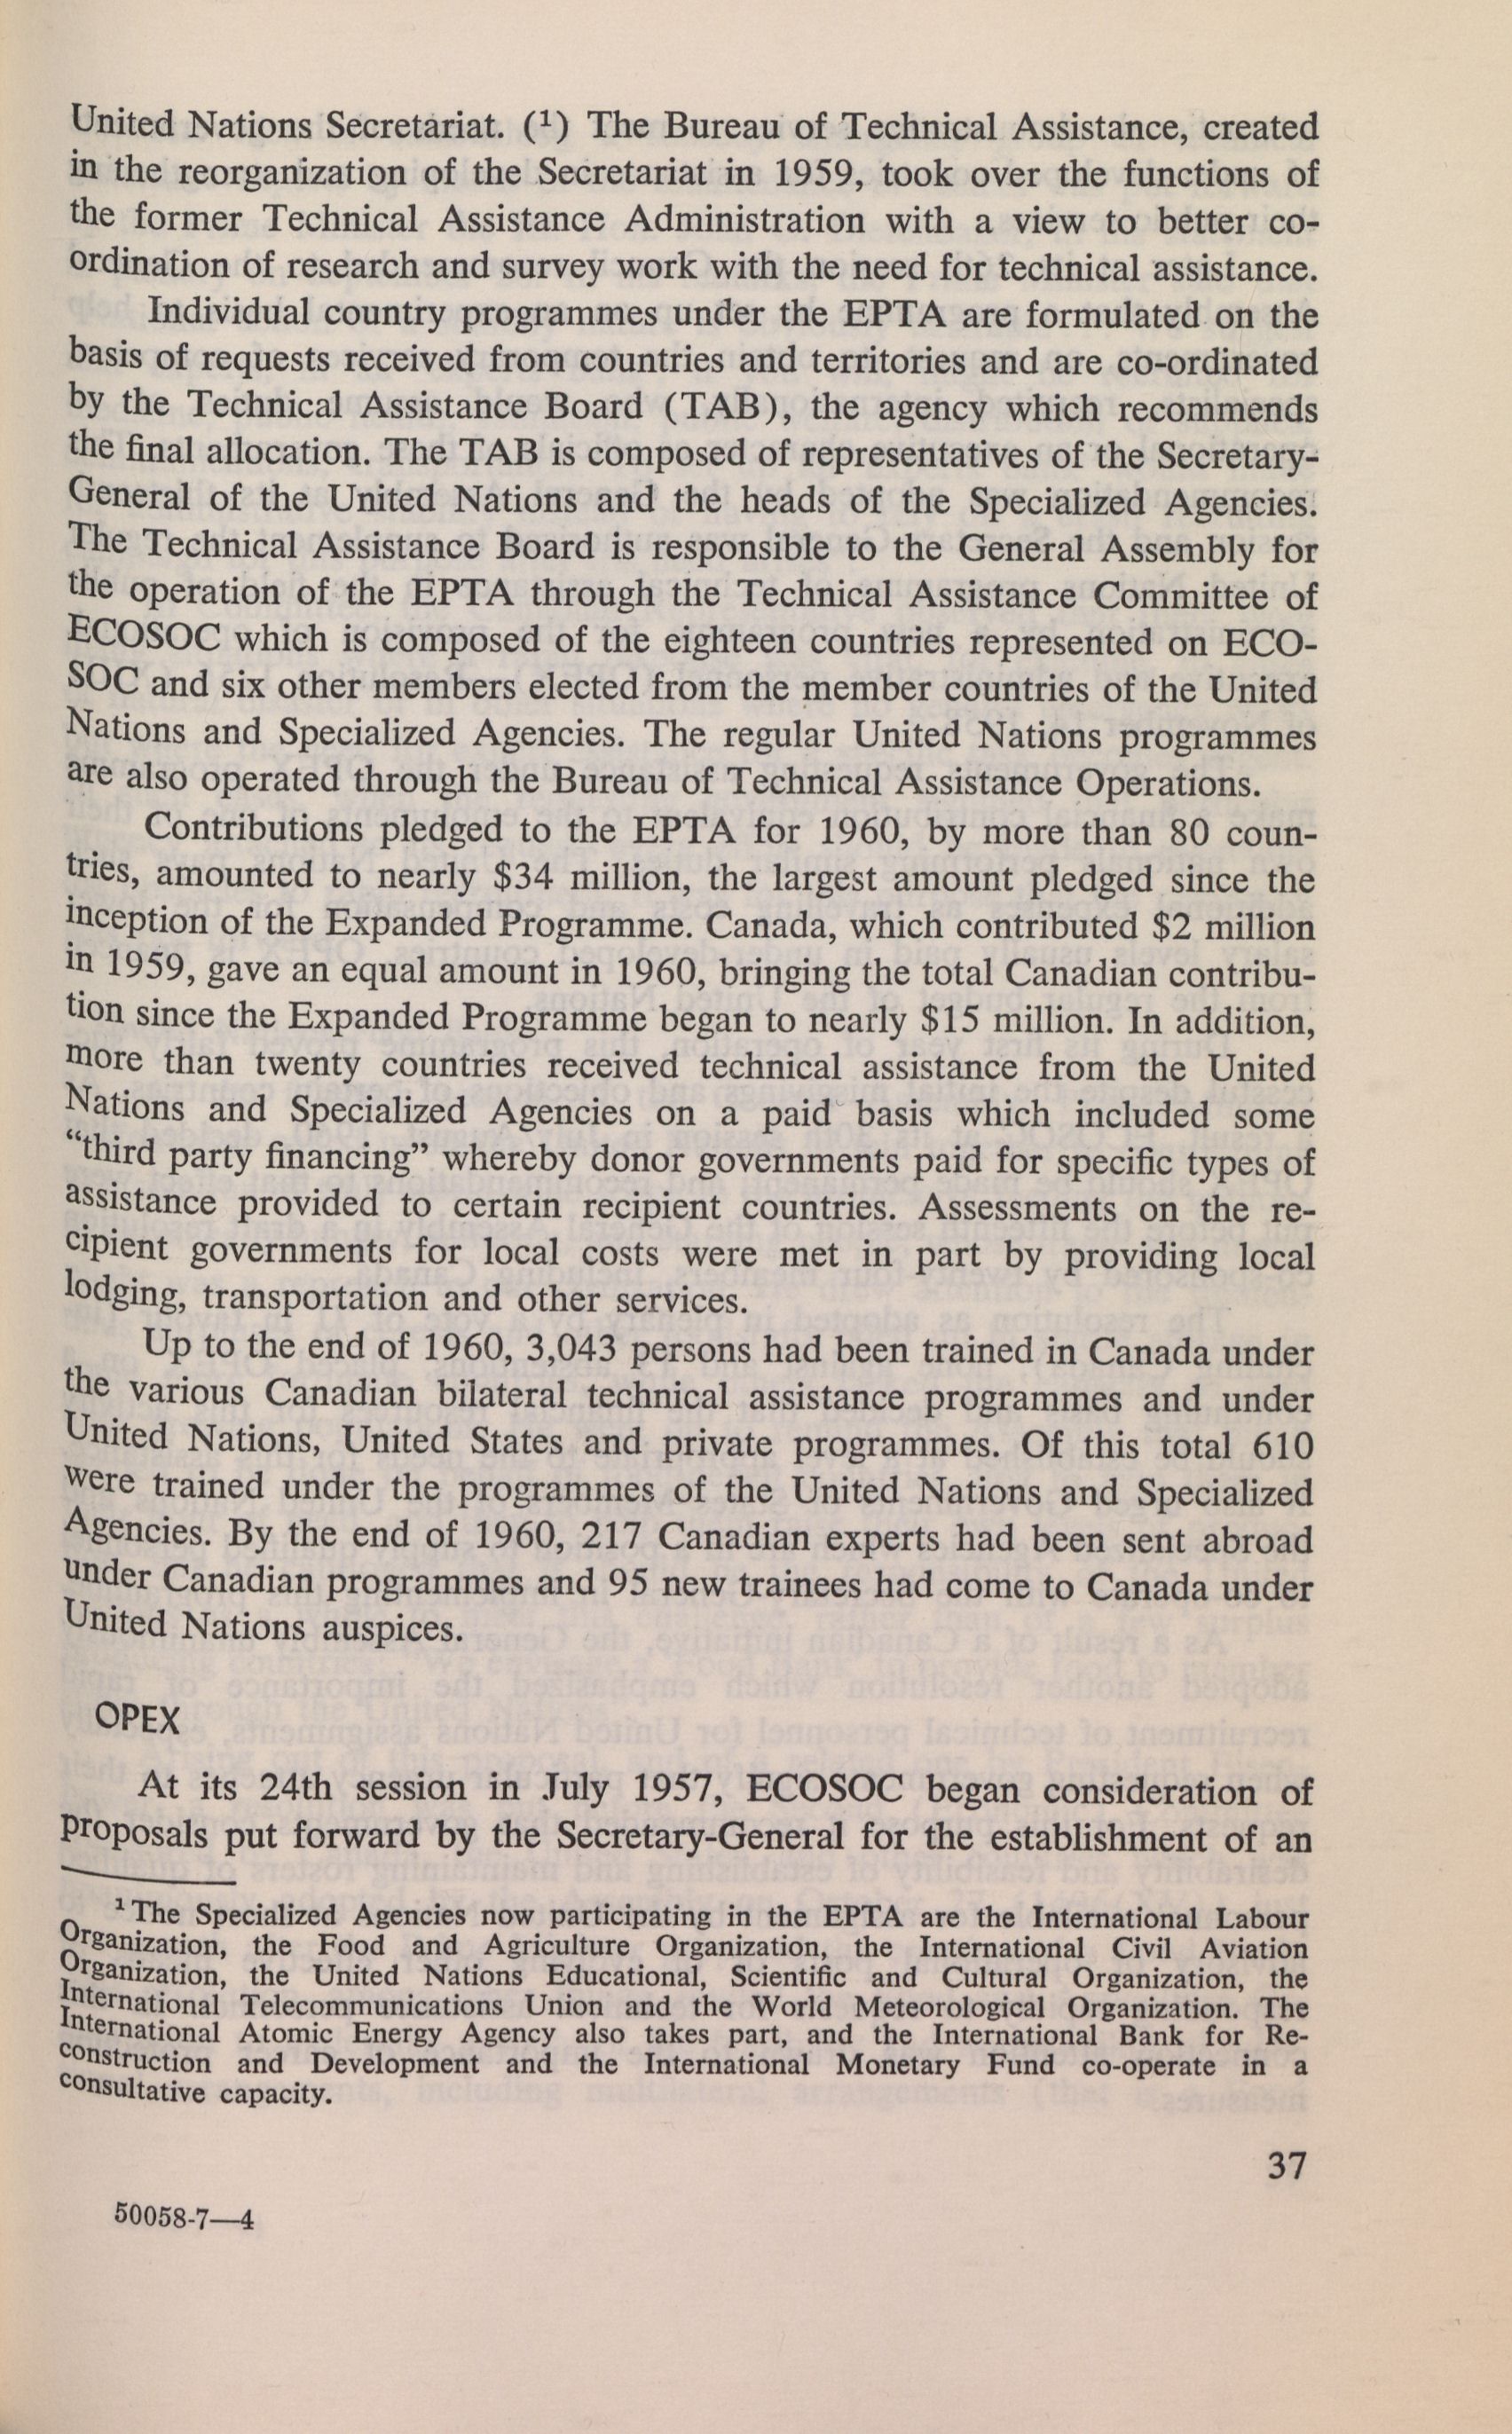 United Nations Secretariat. (¹) The Bureau of Technical Assistance, created
in the reorganization of the Secretariat in 1959, took over the functions of
the former Technical Assistance Administration with a view to better co-
ordination of research and survey work with the need for technical assistance.
Individual country programmes under the EPTA are formulated on the
basis of requests received from countries and territories and are co-ordinated
by the Technical Assistance Board (TAB), the agency which recommends
the final allocation. The TAB is composed of representatives of the Secretary-
General of the United Nations and the heads of the Specialized Agencies.
The Technical Assistance Board is responsible to the General Assembly for
the operation of the EPTA through the Technical Assistance Committee of
ECOSOC which is composed of the eighteen countries represented on ECO-
SOC and six other members elected from the member countries of the United
Nations and Specialized Agencies. The regular United Nations programmes
are also operated through the Bureau of Technical Assistance Operations.
Contributions pledged to the EPTA for 1960, by more than 80 coun-
tries, amounted to nearly $34 million, the largest amount pledged since the
inception of the Expanded Programme. Canada, which contributed $2 million
in 1959, gave an equal amount in 1960, bringing the total Canadian contribu-
tion since the Expanded Programme began to nearly $15 million. In addition,
more than twenty countries received technical assistance from the United
Nations and Specialized Agencies on a paid basis which included some
“third party financing” whereby donor governments paid for specific types of
assistance provided to certain recipient countries. Assessments on the re-
cipient governments for local costs were met in part by providing local
lodging, transportation and other services.
Up to the end of 1960, 3,043 persons had been trained in Canada under
the various Canadian bilateral technical assistance programmes and under
United Nations, United States and private programmes. Of this total 610
were trained under the programmes of the United Nations and Specialized
Agencies. By the end of 1960, 217 Canadian experts had been sent abroad
under Canadian programmes and 95 new trainees had come to Canada under
United Nations auspices.
OPEX
At its 24th session in July 1957, ECOSOC began consideration of
proposals put forward by the Secretary-General for the establishment of an
¹ The Specialized Agencies now participating in the EPTA are the International Labour
Organization, the Food and Agriculture Organization, the International Civil Aviation
Organization, the United Nations Educational, Scientific and Cultural Organization, the
International Telecommunications Union and the World Meteorological Organization. The
International Atomic Energy Agency also takes part, and the International Bank for Re-
construction and Development and the International Monetary Fund co-operate in a
consultative capacity.
37
50058-7—4